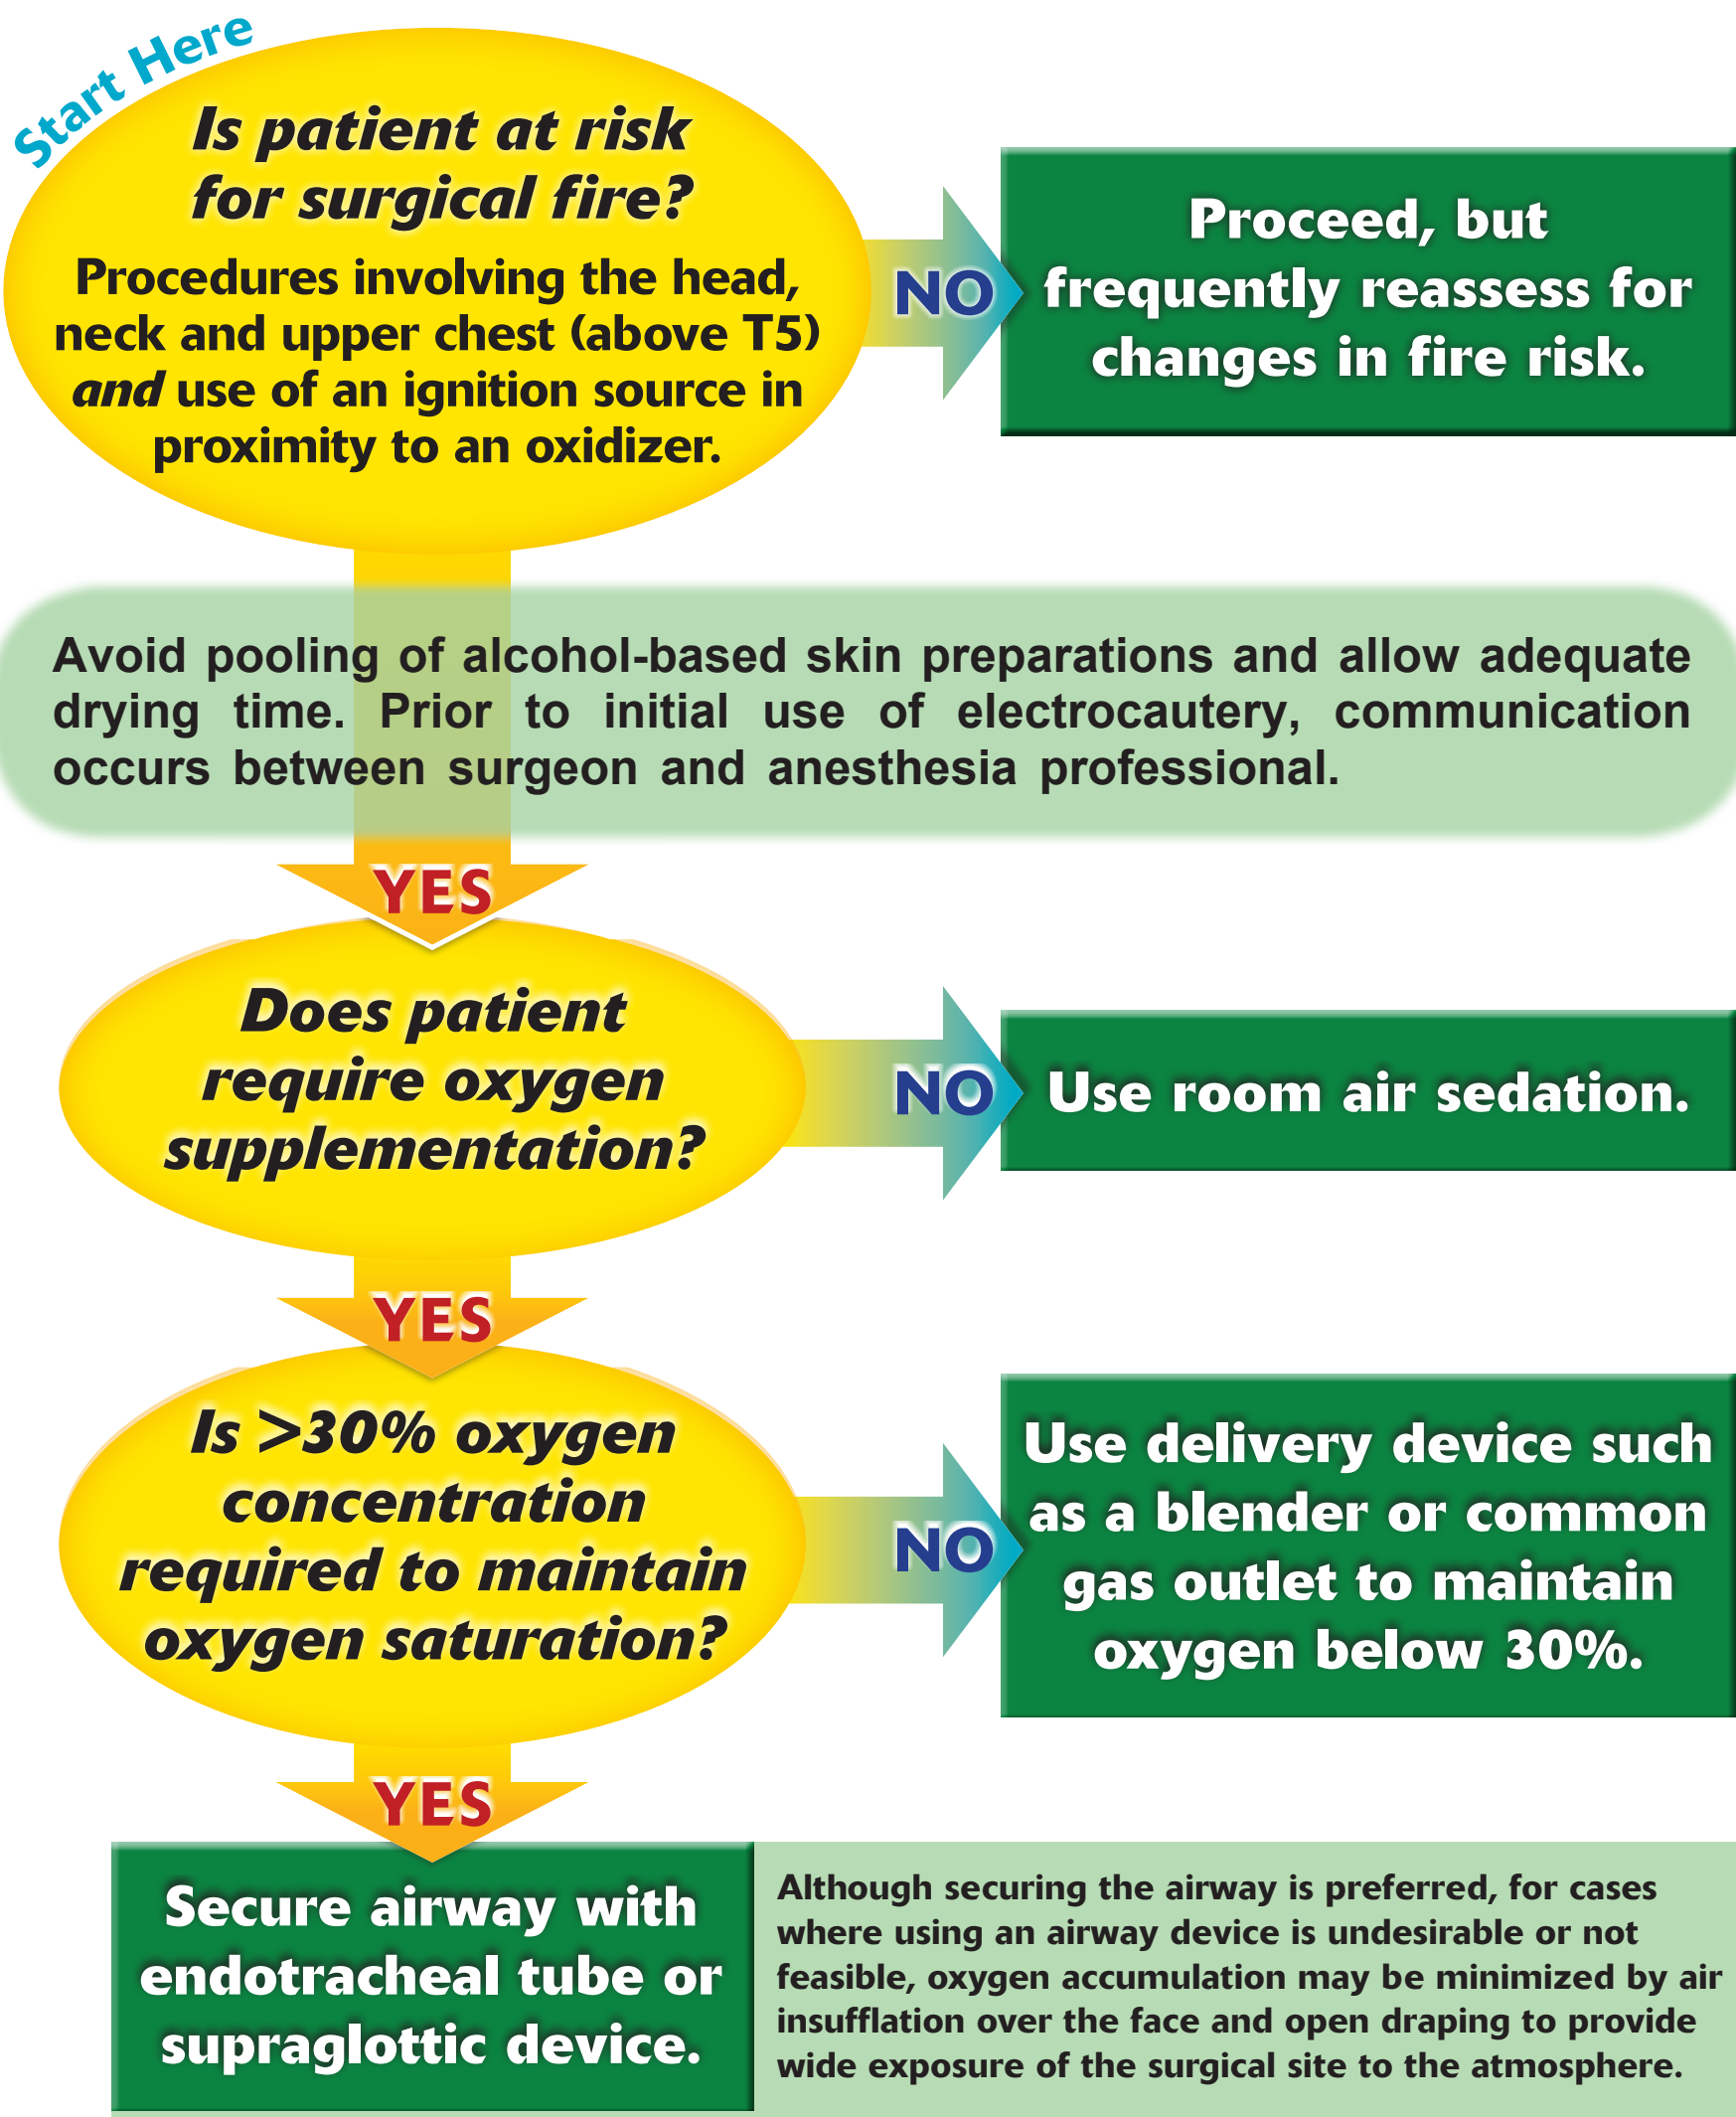 Start Here
Is patient at risk
for surgical fire?
Procedures involving the head,
neck and upper chest (above T5)
and use of an ignition source in
proximity to an oxidizer.
NO
Proceed, but
frequently reassess for
changes in fire risk.
Avoid pooling of alcohol-based skin preparations and allow adequate
drying time. Prior to initial use of electrocautery, communication
occurs between surgeon and anesthesia professional.
YES
Does patient
require oxygen
supplementation?
NO
Use room air sedation.
YES
Is >30% oxygen
concentration
required to maintain
oxygen saturation?
NO
Use delivery device such
as a blender or common
gas outlet to maintain
oxygen below 30%.
YES
Secure airway with
endotracheal tube or
supraglottic device.
Although securing the airway is preferred, for cases
where using an airway device is undesirable or not
feasible, oxygen accumulation may be minimized by air
insufflation over the face and open draping to provide
wide exposure of the surgical site to the atmosphere.